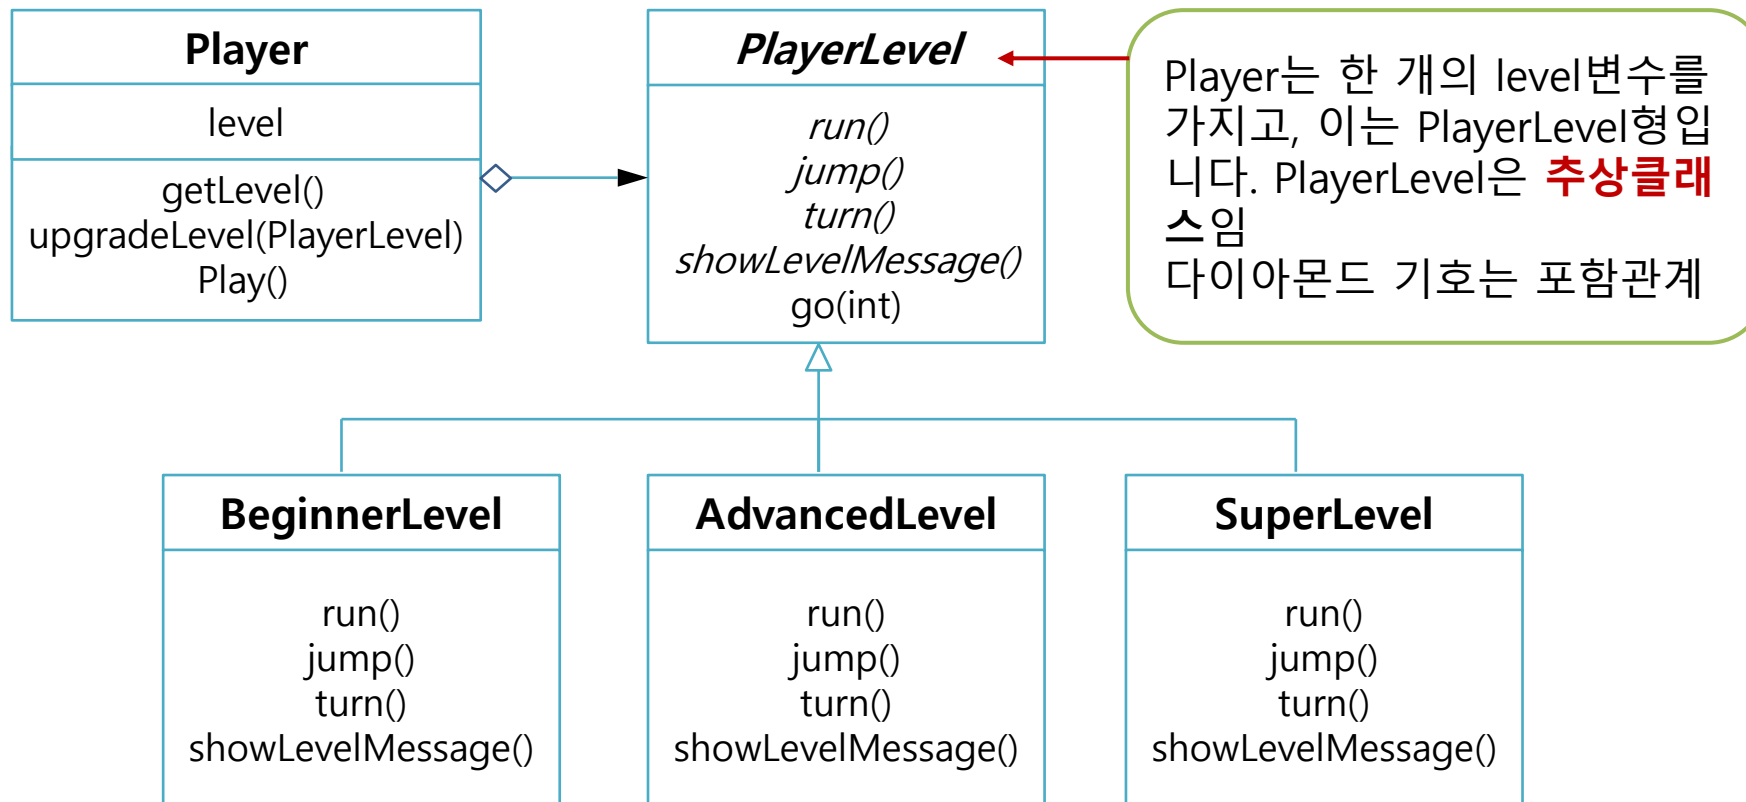 Player
level
getLevel()
upgradeLevel(PlayerLevel)
Play()
PlayerLevel
run()
jump()
turn()
showLevelMessage()
go(int)
Player는 한 개의 level변수를
가지고, 이는 PlayerLevel형입
니다. PlayerLevel은 추상클래
스임
다이아몬드 기호는 포함관계
BeginnerLevel
run()
jump()
turn()
showLevelMessage()
AdvancedLevel
run()
jump()
turn()
showLevelMessage()
SuperLevel
run()
jump()
turn()
showLevelMessage()